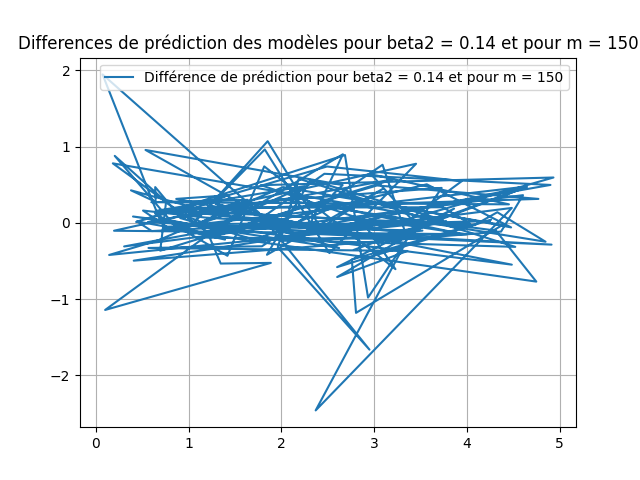 Differences de prédiction des modèles pour beta2 = 0.14 et pour m = 150
Différence de prédiction pour beta2 = 0.14 et pour m = 150
2
1
0
−1
−2
0 1 2 3 4 5